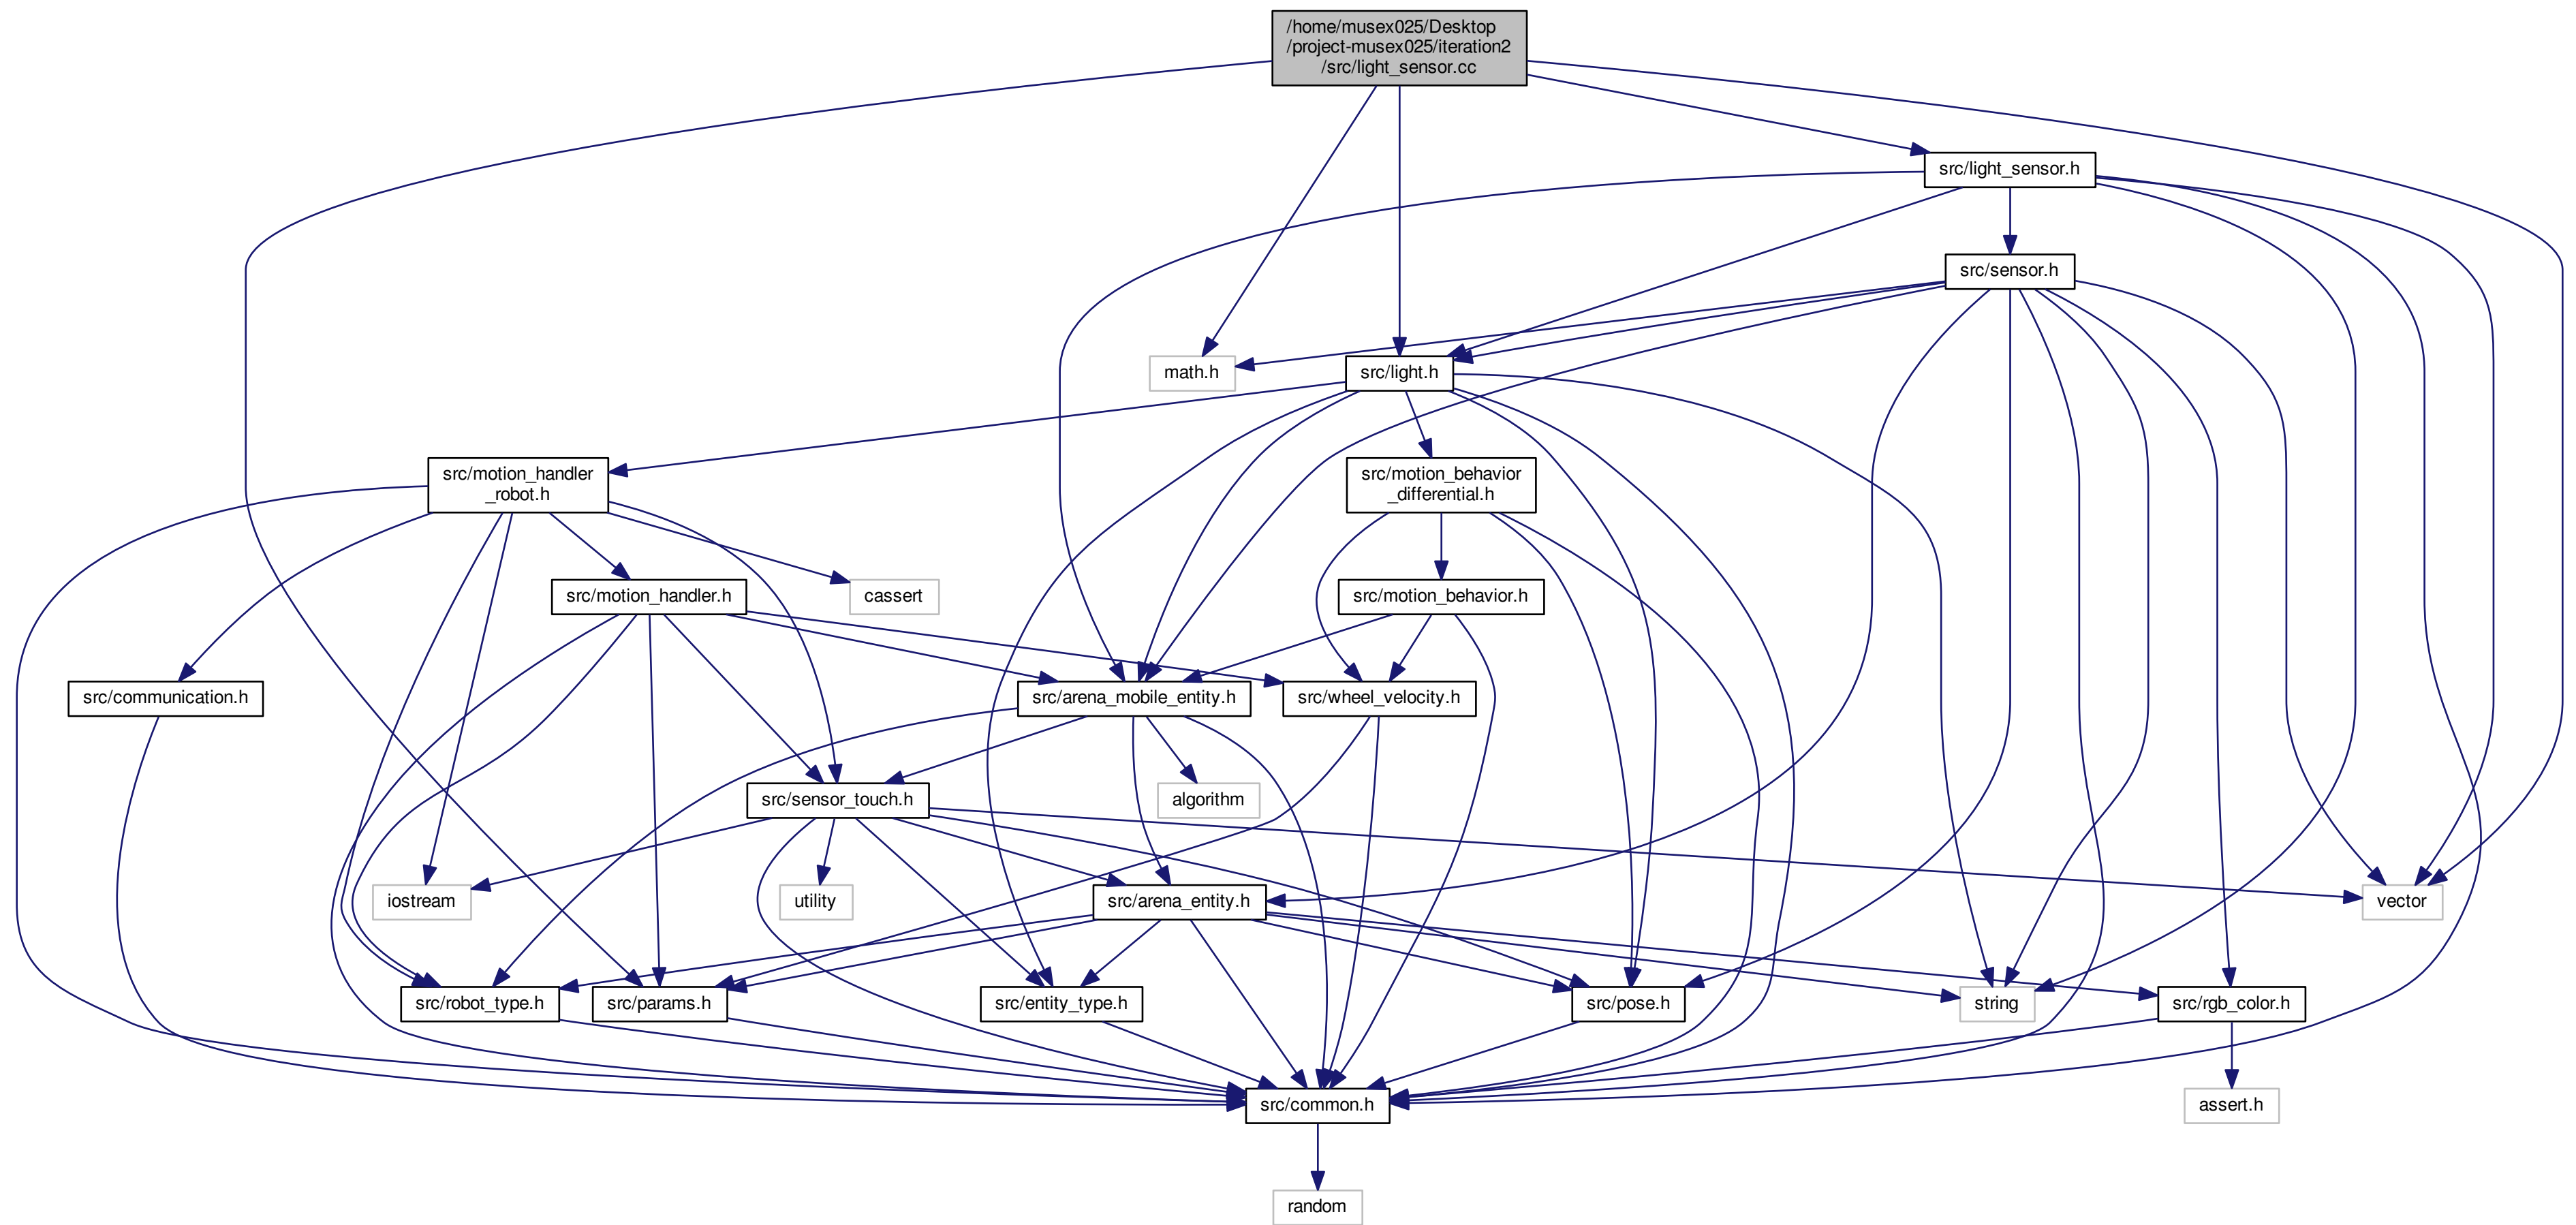 /home/musex025/Desktop
/project-musex025/iteration2
/src/light_sensor.cc
src/light_sensor.h
src/sensor.h
math.h
src/light.h
src/motion_handler
_robot.h
src/motion_behavior
_differential.h
src/motion_handler.h
cassert
src/motion_behavior.h
src/communication.h
src/arena_mobile_entity.h
src/wheel_velocity.h
src/sensor_touch.h
algorithm
iostream
utility
src/arena_entity.h
vector
src/robot_type.h
src/params.h
src/entity_type.h
src/pose.h
string
src/rgb_color.h
src/common.h
assert.h
random